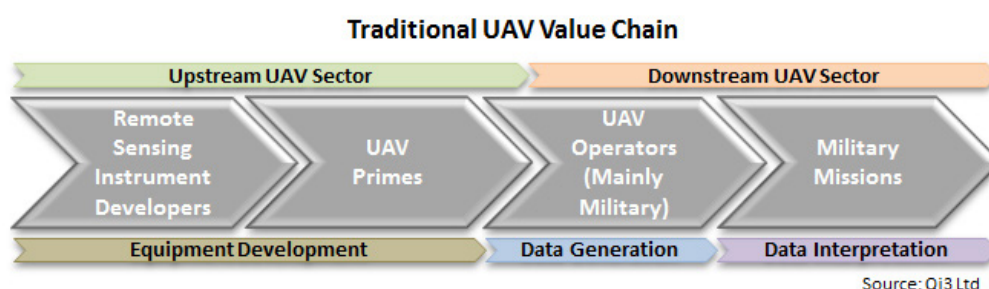 Traditional UAV Value Chain
Upstream UAV Sector
Downstream UAV Sector
Remote
Sensing
Instrument
Developers
UAV
Primes
UAV
Operators
(Mainly
Military)
Military
Missions
Equipment Development
Data Generation
Data Interpretation
Source: Qi3 Ltd